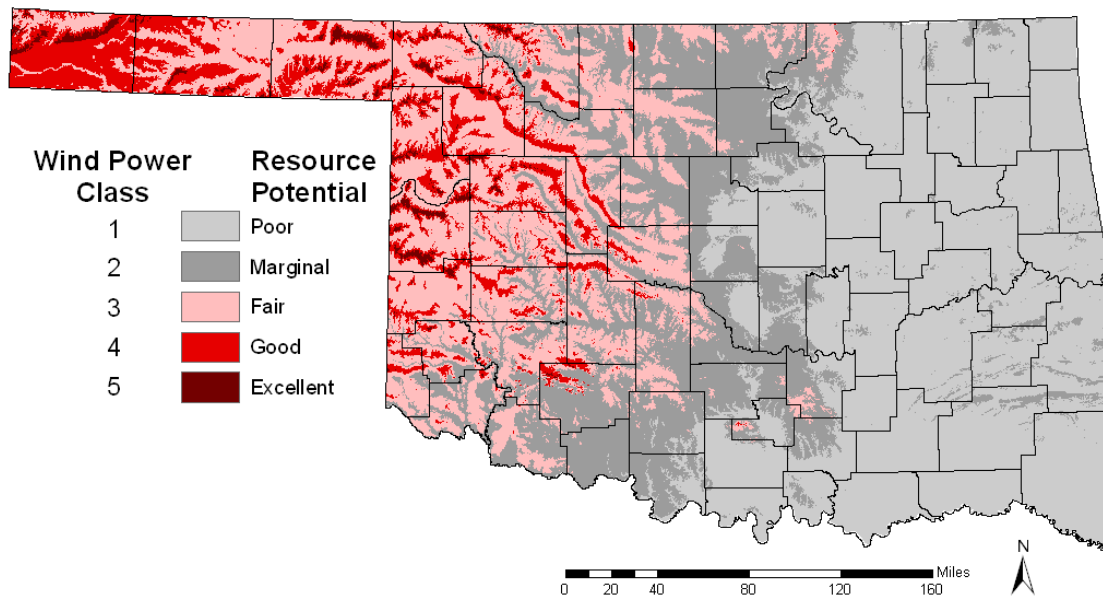 Wind Power Class
Resource Potential
1 Poor
2 Marginal
3 Fair
4 Good
5 Excellent
N
Miles
0 20 40 80 120 160